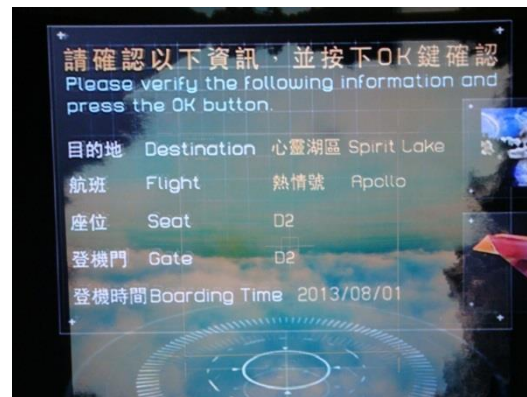 請確認以下資訊，並按下OK鍵確認
Please verify the following information and
press the OK button.
目的地 Destination 心靈湖區 Spirit Lake
航班 Flight 熱情號 Apollo
座位 Seat D2
登機門 Gate D2
登機時間 Boarding Time 2013/08/01